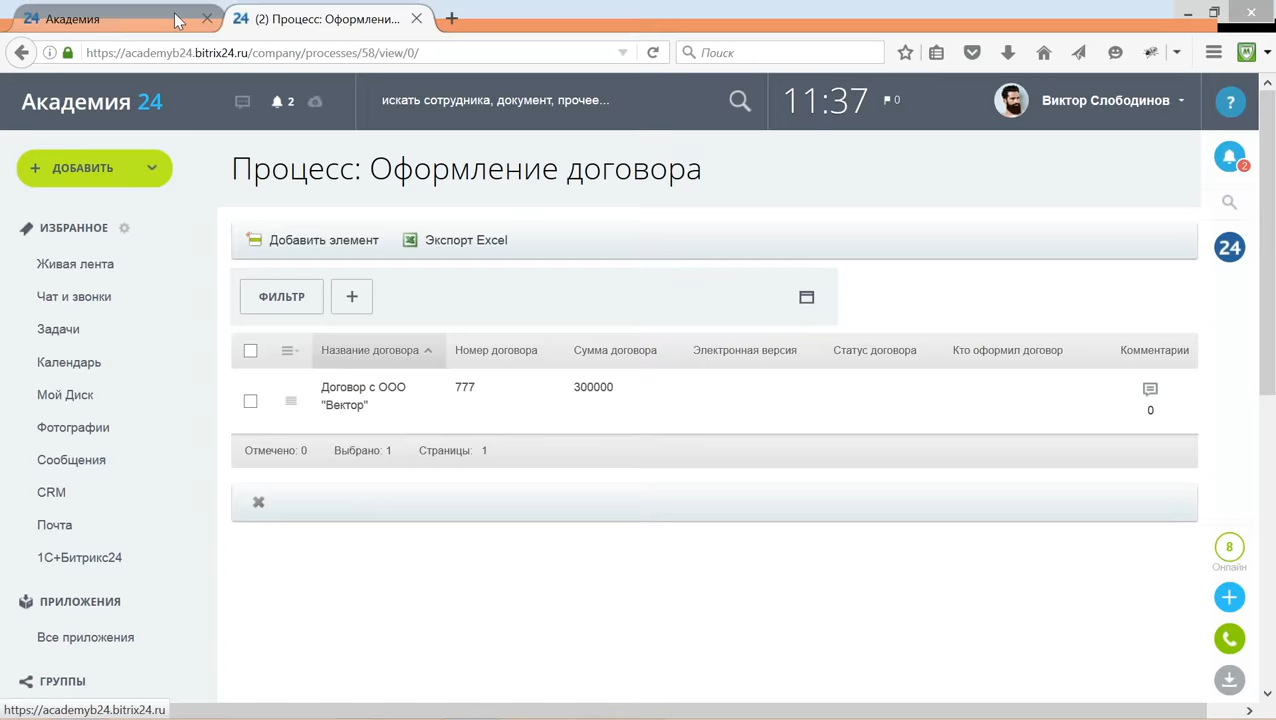 24 Академия
24 (2) Процесс: Оформлени...
https://academyb24.bitrix24.ru/company/processes/58/view/0/
Поиск
Академия 24
2
искать сотрудника, документ, прочее...
11:37
0
Виктор Слободинов
?
+ ДОБАВИТЬ
Процесс: Оформление договора
2
ИЗБРАННОЕ
Добавить элемент
Экспорт Excel
24
Живая лента
Чат и звонки
ФИЛЬТР
+
Задачи
Календарь
Название договора
Номер договора
Сумма договора
Электронная версия
Статус договора
Кто оформил договор
Комментарии
Мой Диск
Договор с ООО
"Вектор"
777
300000
0
Фотографии
Сообщения
Отмечено: 0
Выбрано: 1
Страницы: 1
CRM
Почта
1С+Битрикс24
8
Онлайн
ПРИЛОЖЕНИЯ
Все приложения
ГРУППЫ
https://academyb24.bitrix24.ru